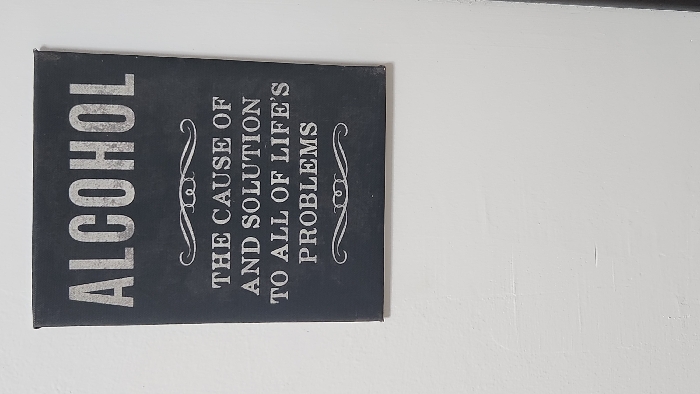 ALCOHOL
THE CAUSE OF
AND SOLUTION
TO ALL OF LIFE'S
PROBLEMS